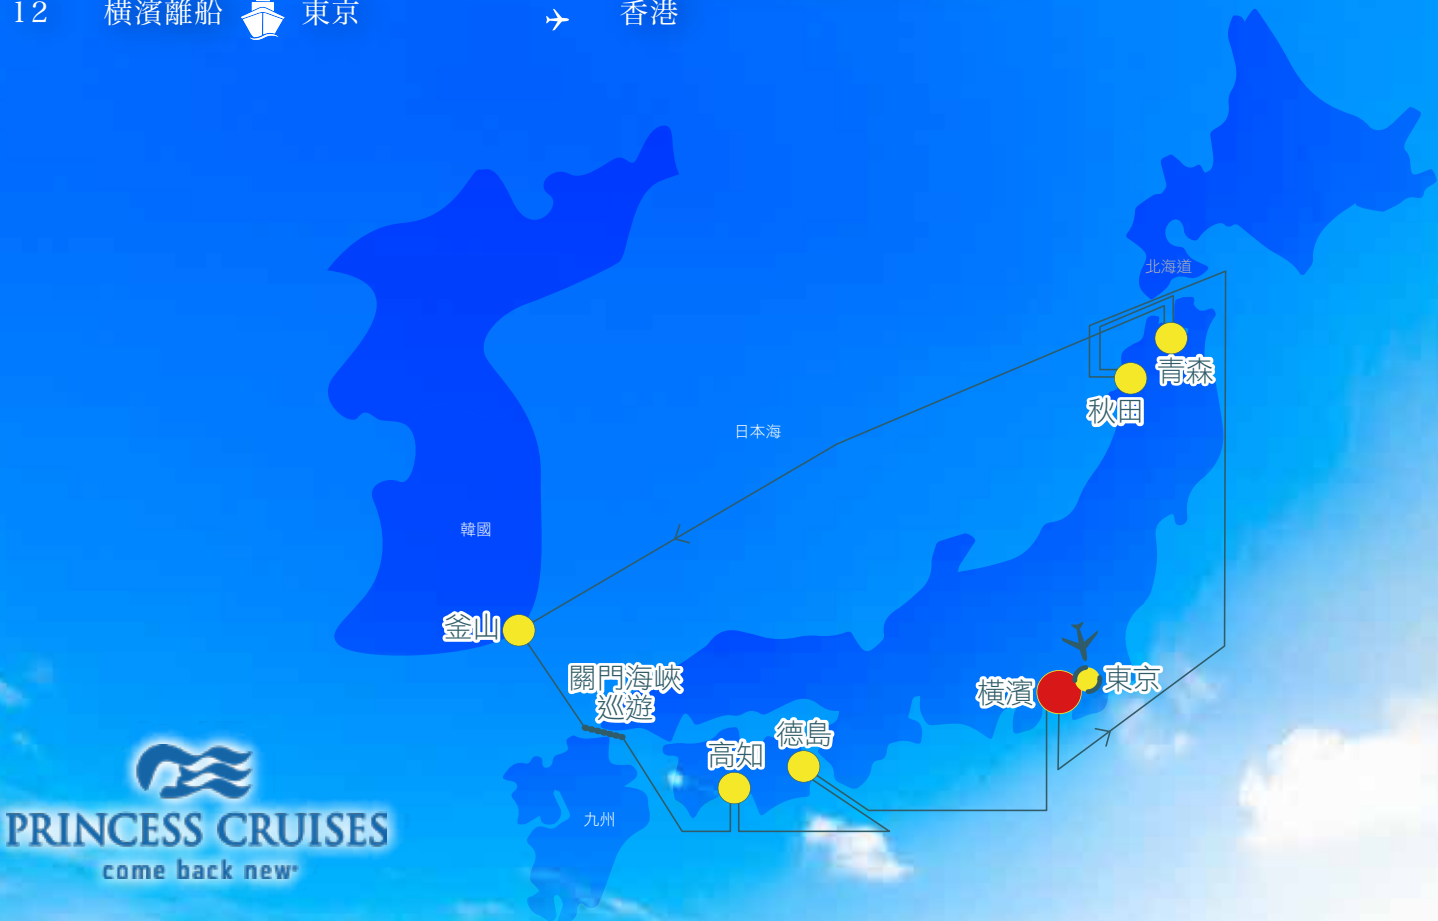 12 橫濱離船 東京 香港
北海道
青森
秋田
日本海
韓國
釜山
關門海峽
巡遊
橫濱
東京
德島
高知
九州
PRINCESS CRUISES
come back new